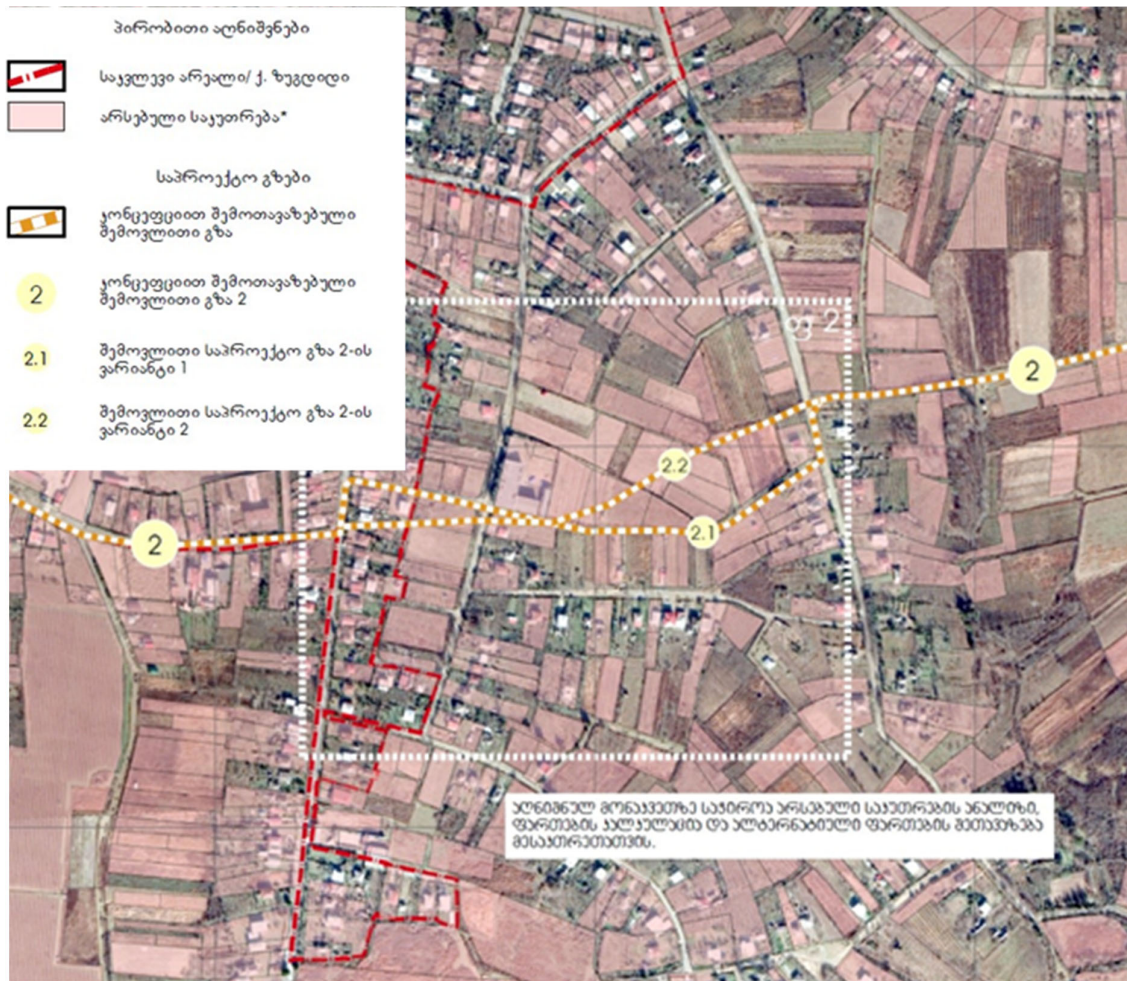 პირობითი აღნიშვნები
საკვლევი არეალი/ ქ. ზუგდიდი
არსებული საკუთრება*
საპროექტო გზები
კონცეფციით შემოთავაზებული
შემოვლითი გზა
2
კონცეფციით შემოთავაზებული
შემოვლითი გზა 2
2.1
შემოვლითი საპროექტო გზა 2-ის
ვარიანტი 1
2.2
შემოვლითი საპროექტო გზა 2-ის
ვარიანტი 2
2
2
2.2
2.1
აღნიშნულ მონაკვეთზე საჭიროა არსებული საკუთრების ანალიზი,
ფართების კალკულაცია და ალტერნატიული ფართების შეთავაზება
მესაკუთრეთათვის.